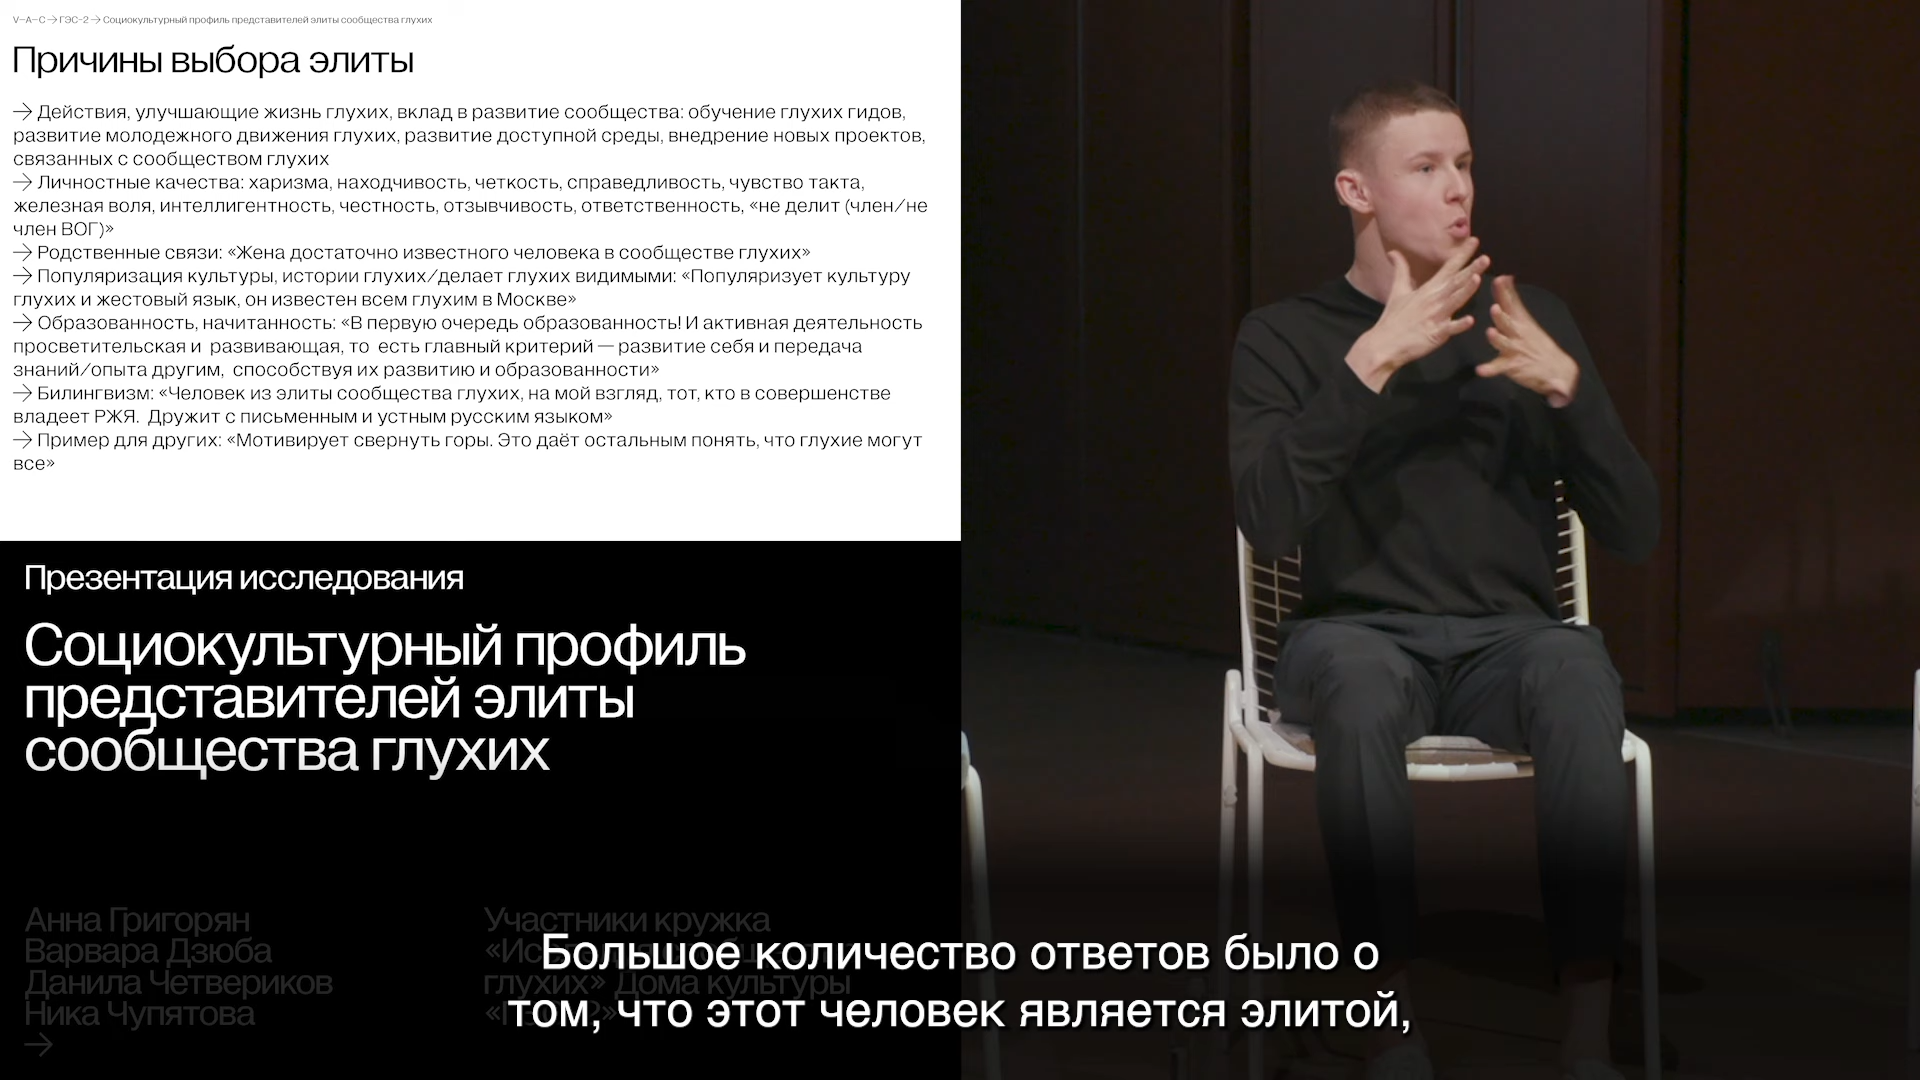 V–A–C → ГЭС-2 → Социокультурный профиль представителей элиты сообщества глухих
Причины выбора элиты
→ Действия, улучшающие жизнь глухих, вклад в развитие сообщества: обучение глухих гидов,
развитие молодежного движения глухих, развитие доступной среды, внедрение новых проектов,
связанных с сообществом глухих
→ Личностные качества: харизма, находчивость, четкость, справедливость, чувство такта,
железная воля, интеллигентность, честность, отзывчивость, ответственность, «не делит (член/не
член ВОГ)»
→ Родственные связи: «Жена достаточно известного человека в сообществе глухих»
→ Популяризация культуры, истории глухих/делает глухих видимыми: «Популяризует культуру
глухих и жестовый язык, он известен всем глухим в Москве»
→ Образованность, начитанность: «В первую очередь образованность! И активная деятельность
просветительская и развивающая, то есть главный критерий — развитие себя и передача
знаний/опыта другим, способствуя их развитию и образованности»
→ Билингвизм: «Человек из элиты сообщества глухих, на мой взгляд, тот, кто в совершенстве
владеет РЖЯ. Дружит с письменным и устным русским языком»
→ Пример для других: «Мотивирует свернуть горы. Это даёт остальным понять, что глухие могут
все»
Презентация исследования
Социокультурный профиль
представителей элиты
сообщества глухих
Анна Григорян
Варвара Дзюба
Данила Четвериков
Ника Чупятова
→
Участники кружка
глухих» Дома культуры
Большое количество ответов было о
том, что этот человек является элитой,